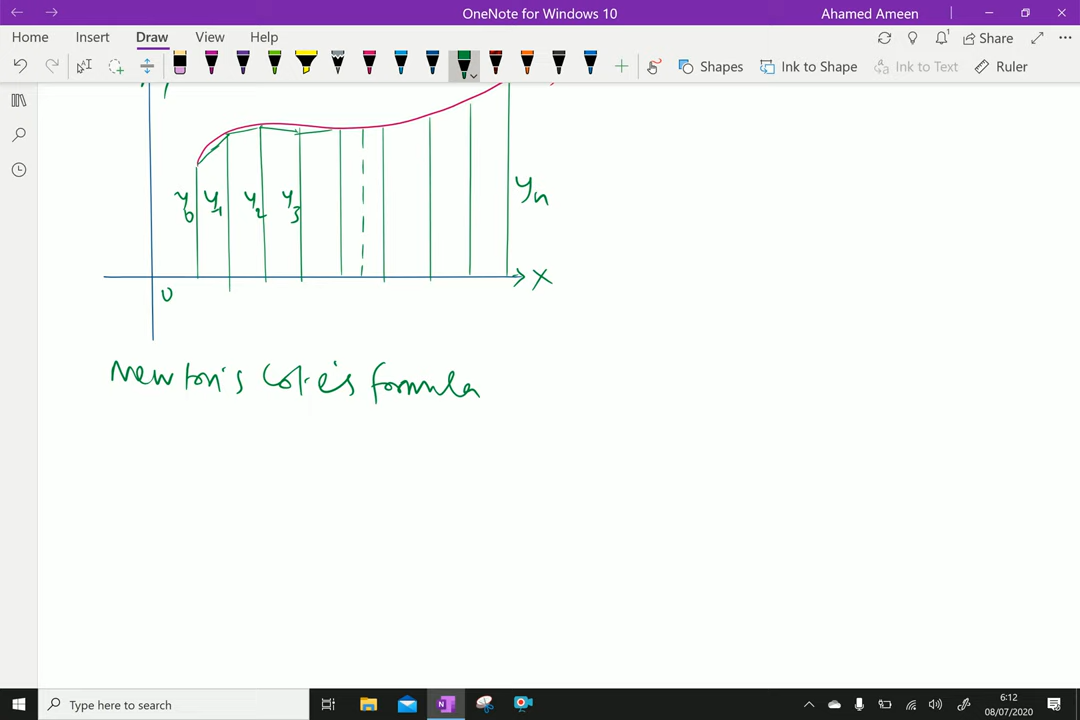 OneNote for Windows 10
Ahamed Ameen
Home Insert Draw View Help
Share
Shapes Ink to Shape Ink to Text Ruler
y0 y1 y2 y3
yn
X
0
Newton's Cote's formula
Type here to search
6:12
08/07/2020